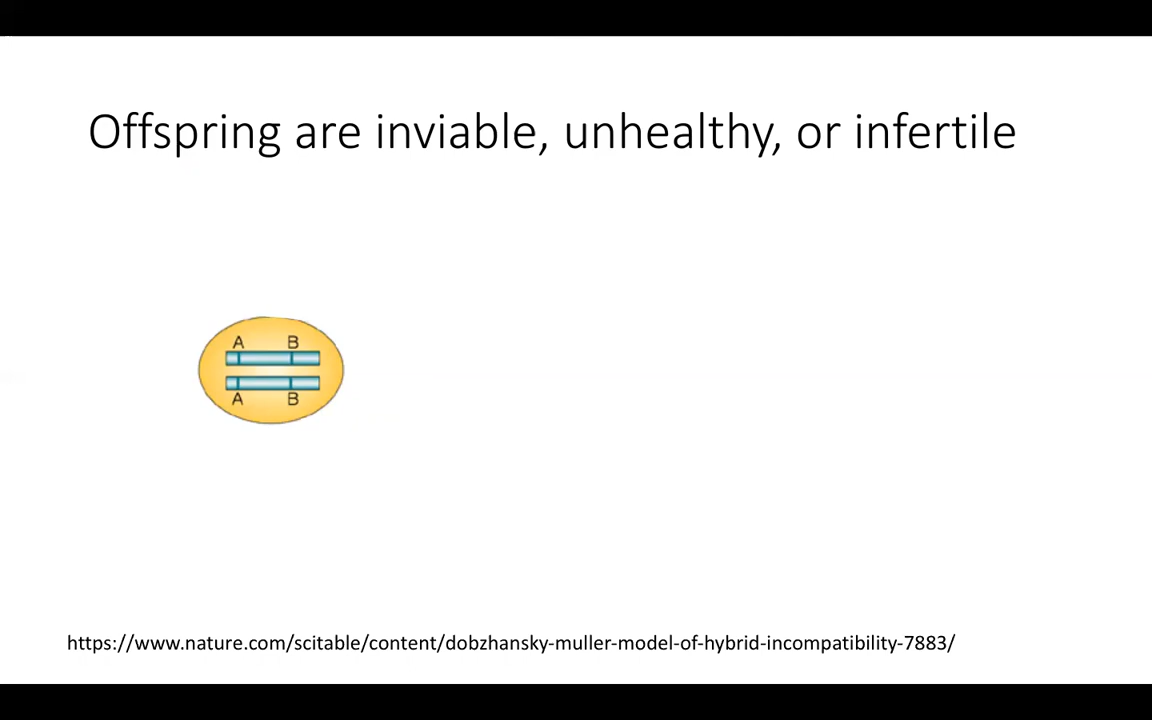 Offspring are inviable, unhealthy, or infertile
A B
A B
https://www.nature.com/scitable/content/dobzhansky-muller-model-of-hybrid-incompatibility-7883/